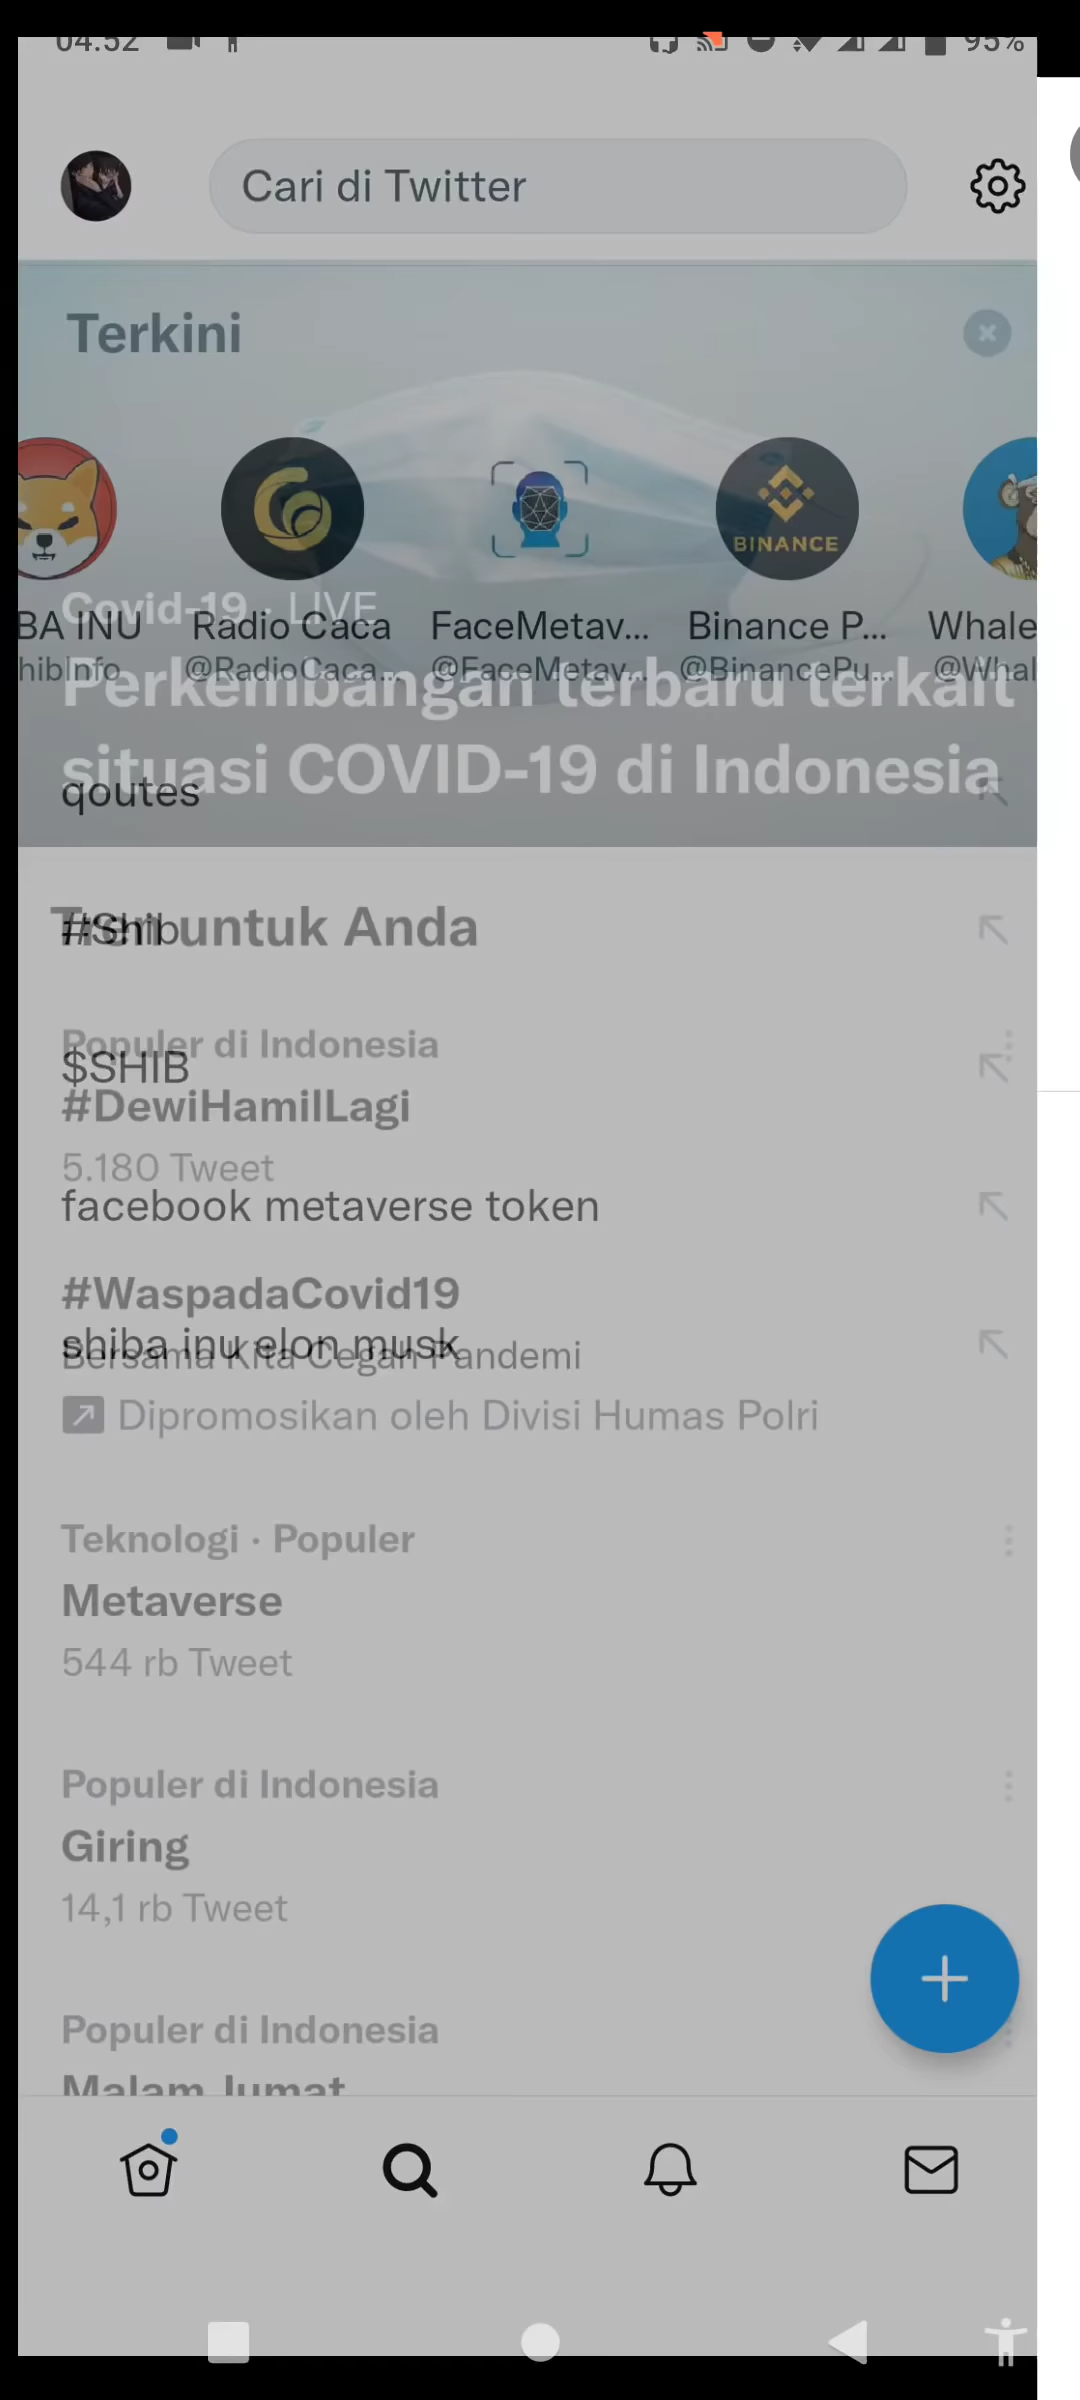 04.52
95%
Cari di Twitter
Terkini
BINANCE
Covid-19 · LIVE
BA INU
Radio Caca
FaceMetav...
Binance P...
Whale
hibInfo
@RadioCaca...
@FaceMetav...
@BinancePu...
@Whal
Perkembangan terbaru terkait
situasi COVID-19 di Indonesia
qoutes
Tren untuk Anda
#Shib
Populer di Indonesia
$SHIB
#DewiHamilLagi
5.180 Tweet
facebook metaverse token
#WaspadaCovid19
shiba inu elon musk
Bersama Kita Cegah Pandemi
Dipromosikan oleh Divisi Humas Polri
Teknologi · Populer
Metaverse
544 rb Tweet
Populer di Indonesia
Giring
14,1 rb Tweet
Populer di Indonesia
Malam Jumat